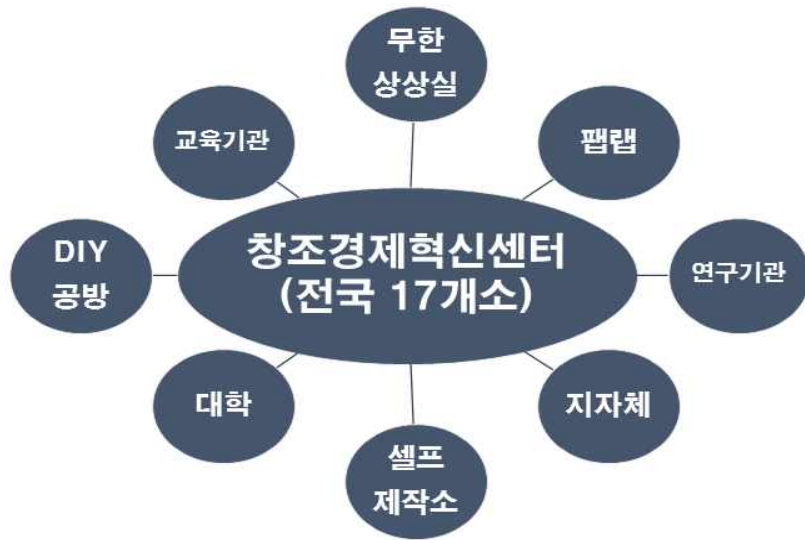 무한
상상실
교육기관
팹랩
DIY
공방
창조경제혁신센터
(전국 17개소)
연구기관
대학
지자체
셀프
제작소